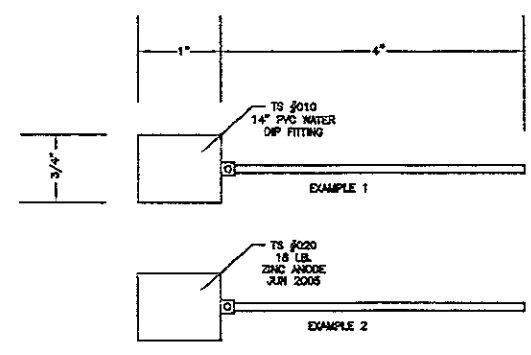 1"
4"
TS #010
14" PVC WATER
DIP FITTING
3/4"
EXAMPLE 1
TS #020
18 LB.
ZINC ANODE
JUN 2005
EXAMPLE 2